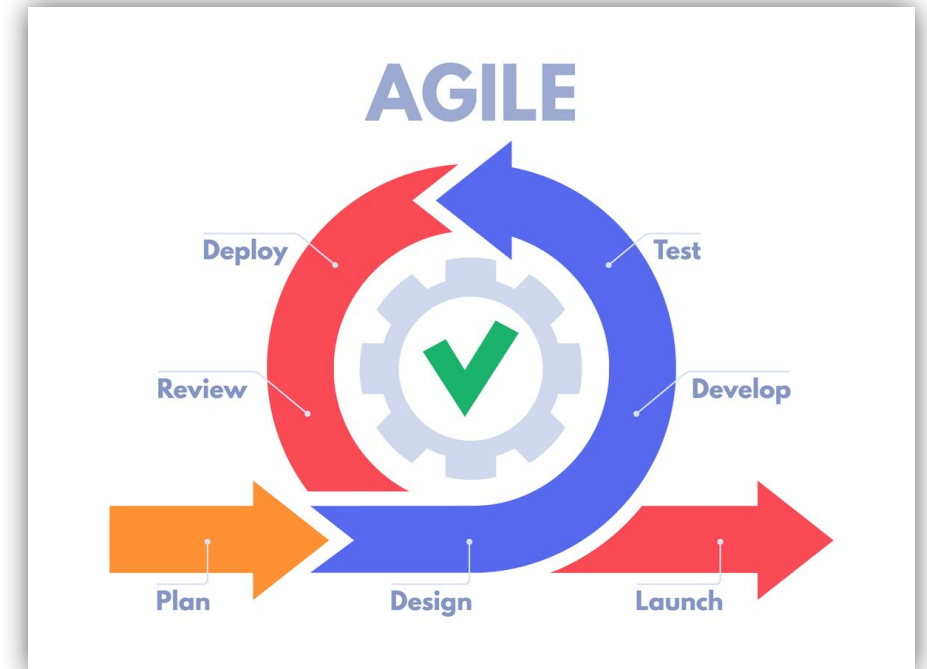 AGILE
Deploy
Test
Review
Develop
Plan
Design
Launch